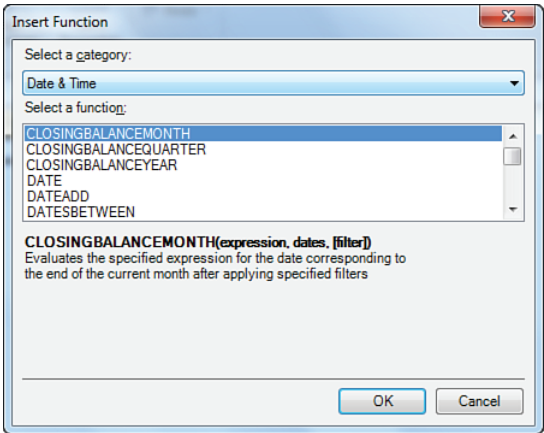 Insert Function
Select a category:
Date & Time
Select a function:
CLOSINGBALANCEMONTH
CLOSINGBALANCEQUARTER
CLOSINGBALANCEYEAR
DATE
DATEADD
DATESBETWEEN
CLOSINGBALANCEMONTH(expression, dates, [filter])
Evaluates the specified expression for the date corresponding to
the end of the current month after applying specified filters
OK Cancel